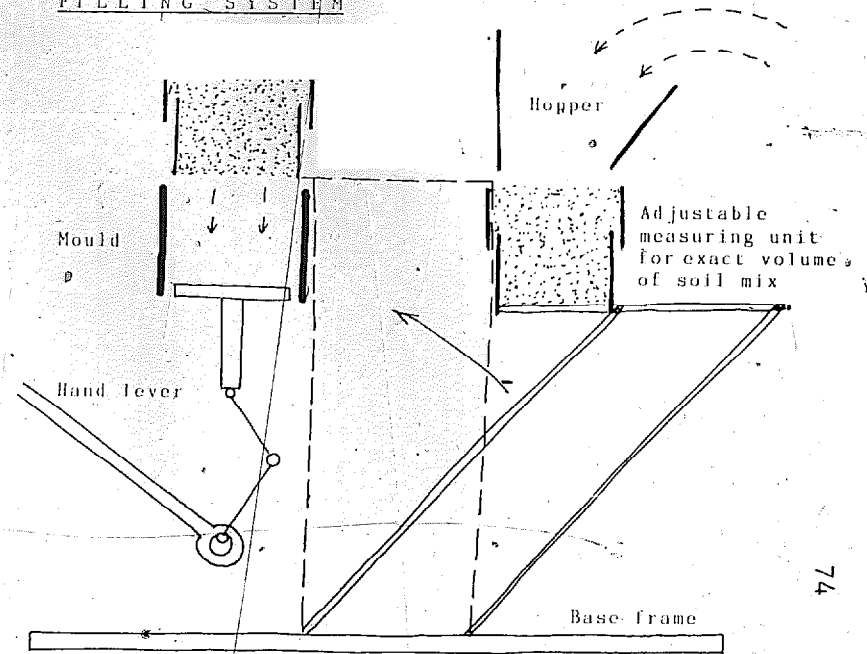 FILLING SYSTEM
Hopper
Adjustable
measuring unit
for exact volume
of soil mix
Mould
Hand lever
Base frame
74